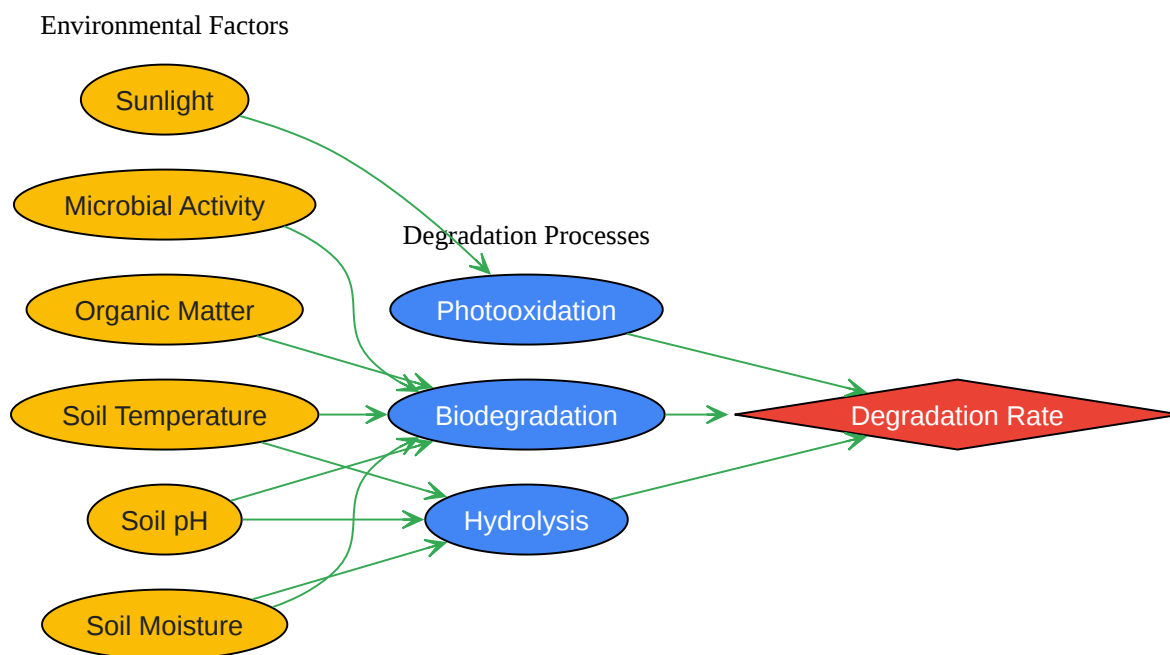 Environmental Factors
Sunlight
Microbial Activity
Degradation Processes
Organic Matter
Photooxidation
Soil Temperature
Biodegradation
Degradation Rate
Soil pH
Hydrolysis
Soil Moisture